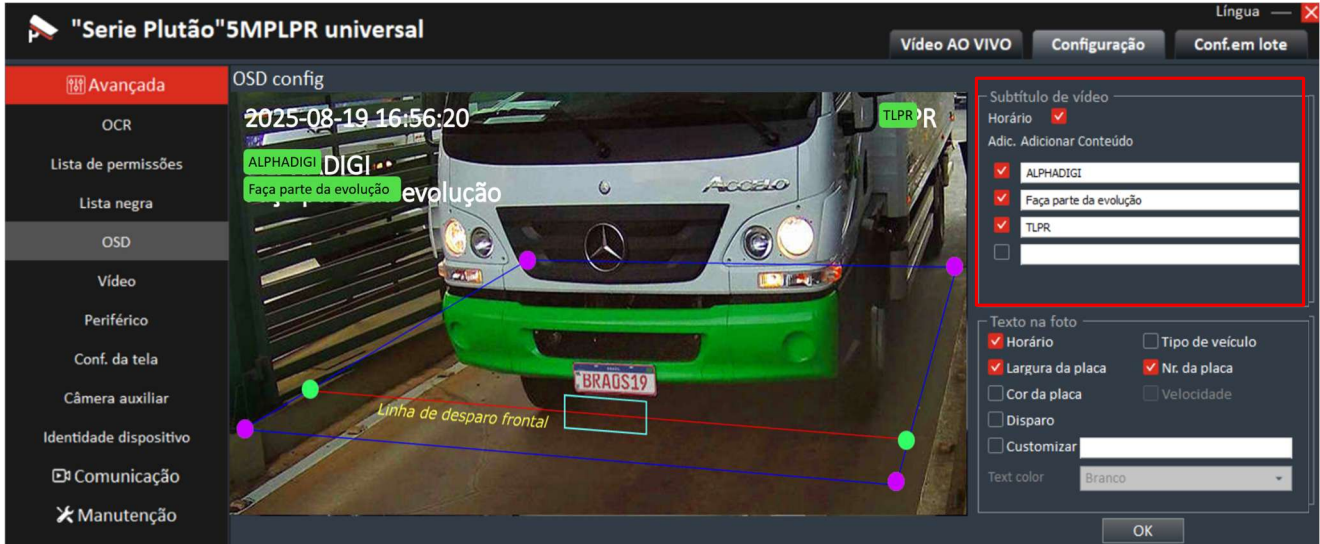 Língua
"Serie Plutão"5MPLPR universal
Vídeo AO VIVO
Configuração
Conf.em lote
Avançada
OCR
Lista de permissões
Lista negra
OSD
Vídeo
Periférico
Conf. da tela
Câmera auxiliar
Identidade dispositivo
Comunicação
Manutenção
OSD config
2025-08-19 16:56:20
TLPR PR
ALPHADIGI DIGI
Faça parte da evolução evolução
ACCELO
BRA0S19
Linha de desparo frontal
Subtítulo de vídeo
Horário
Adic. Adicionar Conteúdo
ALPHADIGI
Faça parte da evolução
TLPR
Texto na foto
Horário
Tipo de veículo
Largura da placa
Nr. da placa
Cor da placa
Velocidade
Disparo
Customizar
Text color
Branco
OK